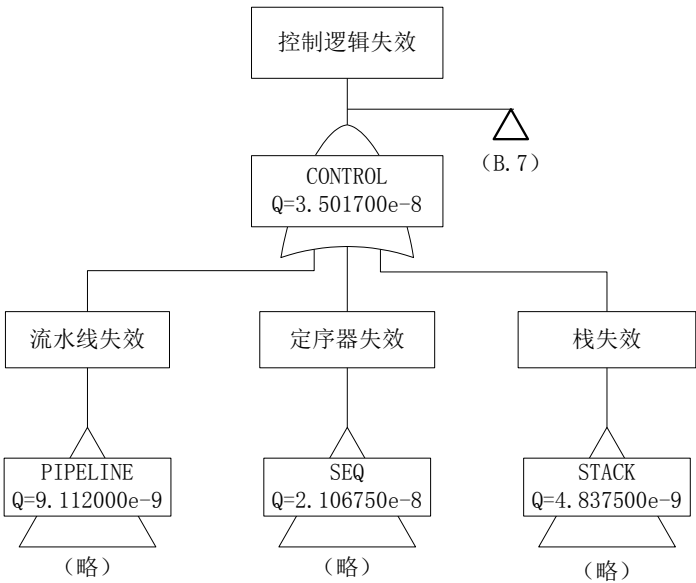 控制逻辑失效
(B.7)
CONTROL
Q=3.501700e-8
流水线失效
定序器失效
栈失效
PIPELINE
Q=9.112000e-9
SEQ
Q=2.106750e-8
STACK
Q=4.837500e-9
(略)
(略)
(略)